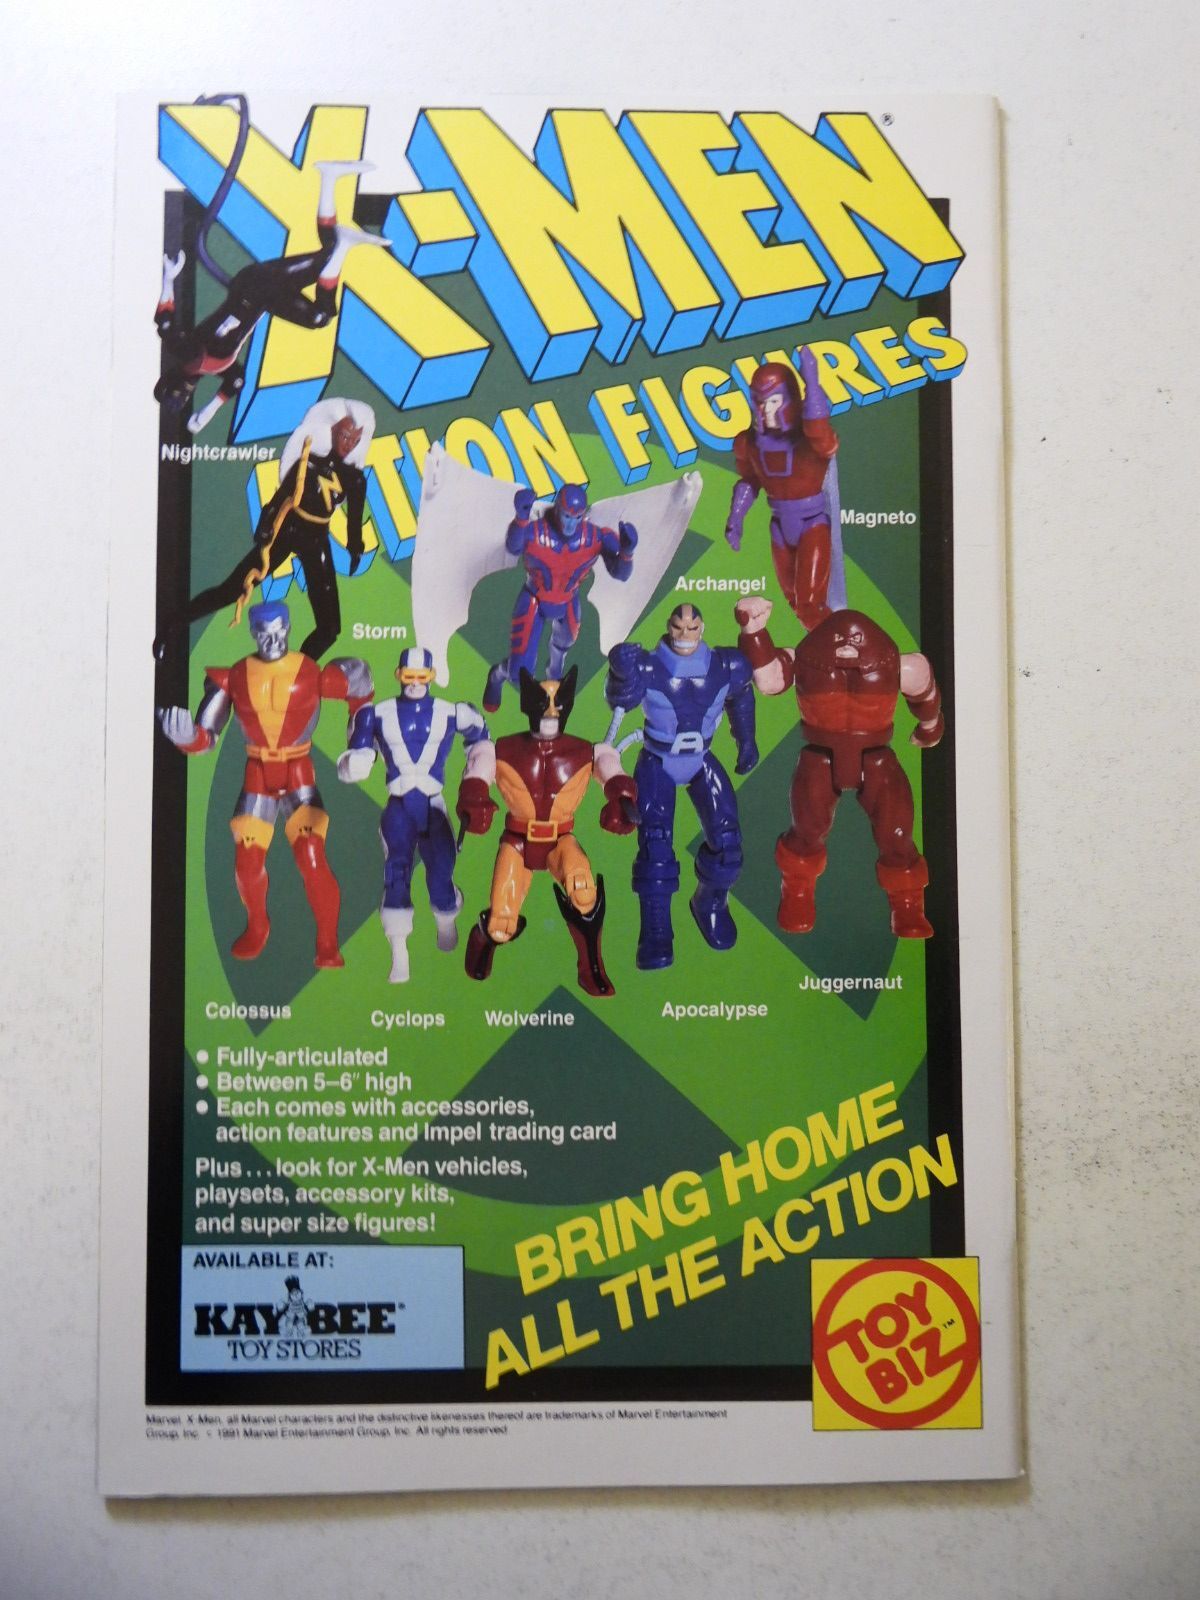 X-MEN®
ACTION FIGURES
Nightcrawler
Magneto
Archangel
Storm
Juggernaut
Colossus
Cyclops
Wolverine
Apocalypse
• Fully-articulated
• Between 5–6" high
• Each comes with accessories,
action features and Impel trading card
Plus...look for X-Men vehicles,
playsets, accessory kits,
and super size figures!
BRING HOME
ALL THE ACTION
AVAILABLE AT:
KAY BEE®
TOY STORES
TOY
BIZ™
Marvel, X-Men, all Marvel characters and the distinctive likenesses thereof are trademarks of Marvel Entertainment
Group, Inc. © 1991 Marvel Entertainment Group, Inc. All rights reserved